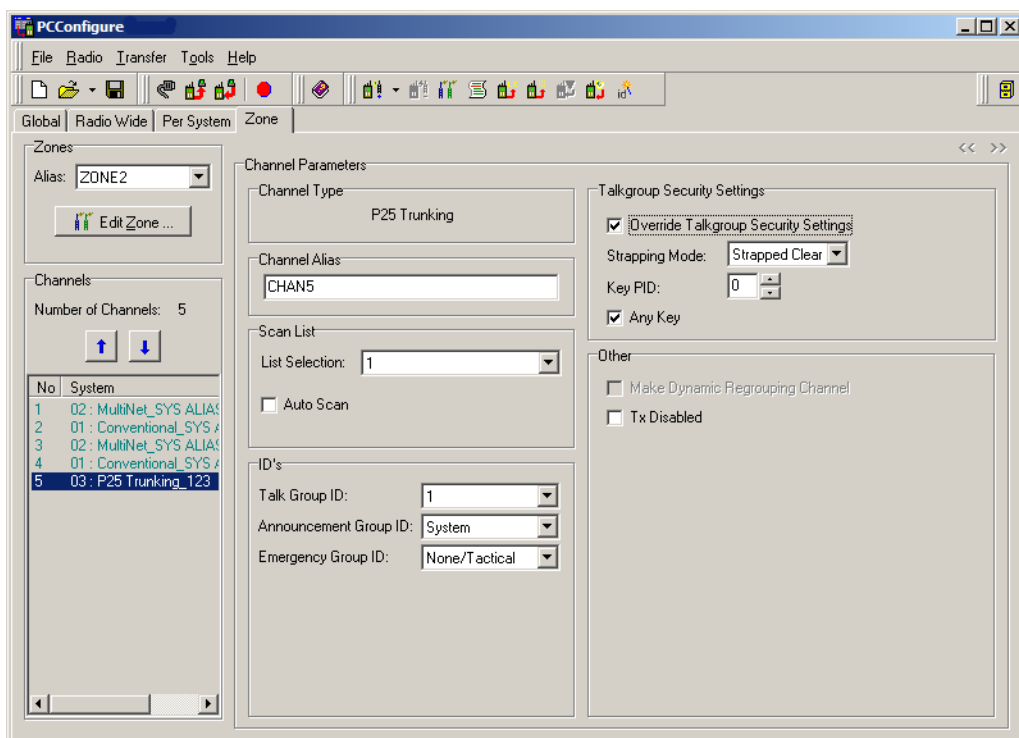 PCConfigure
File Radio Transfer Tools Help
id
Global Radio Wide Per System Zone
Zones
Alias: ZONE2
Edit Zone ...
Channels
Number of Channels: 5
No System
1 02 : MultiNet_SYS ALIAS
2 01 : Conventional_SYS A
3 02 : MultiNet_SYS ALIAS
4 01 : Conventional_SYS A
5 03 : P25 Trunking_123
<< >>
Channel Parameters
Channel Type
P25 Trunking
Channel Alias
CHAN5
Scan List
List Selection: 1
Auto Scan
ID's
Talk Group ID: 1
Announcement Group ID: System
Emergency Group ID: None/Tactical
Talkgroup Security Settings
Override Talkgroup Security Settings
Strapping Mode: Strapped Clear
Key PID: 0
Any Key
Other
Make Dynamic Regrouping Channel
Tx Disabled